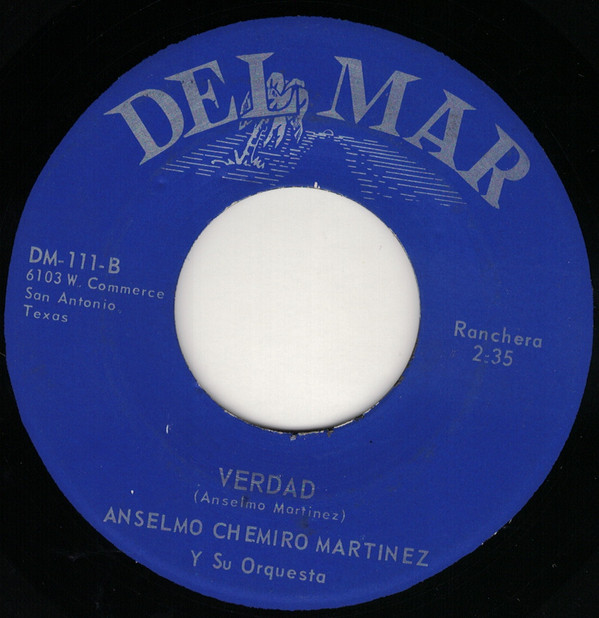 DEL MAR
DM-111-B
6103 W. Commerce
San Antonio
Texas
Ranchera
2:35
VERDAD
(Anselmo Martinez)
ANSELMO CHEMIRO MARTINEZ
Y Su Orquesta